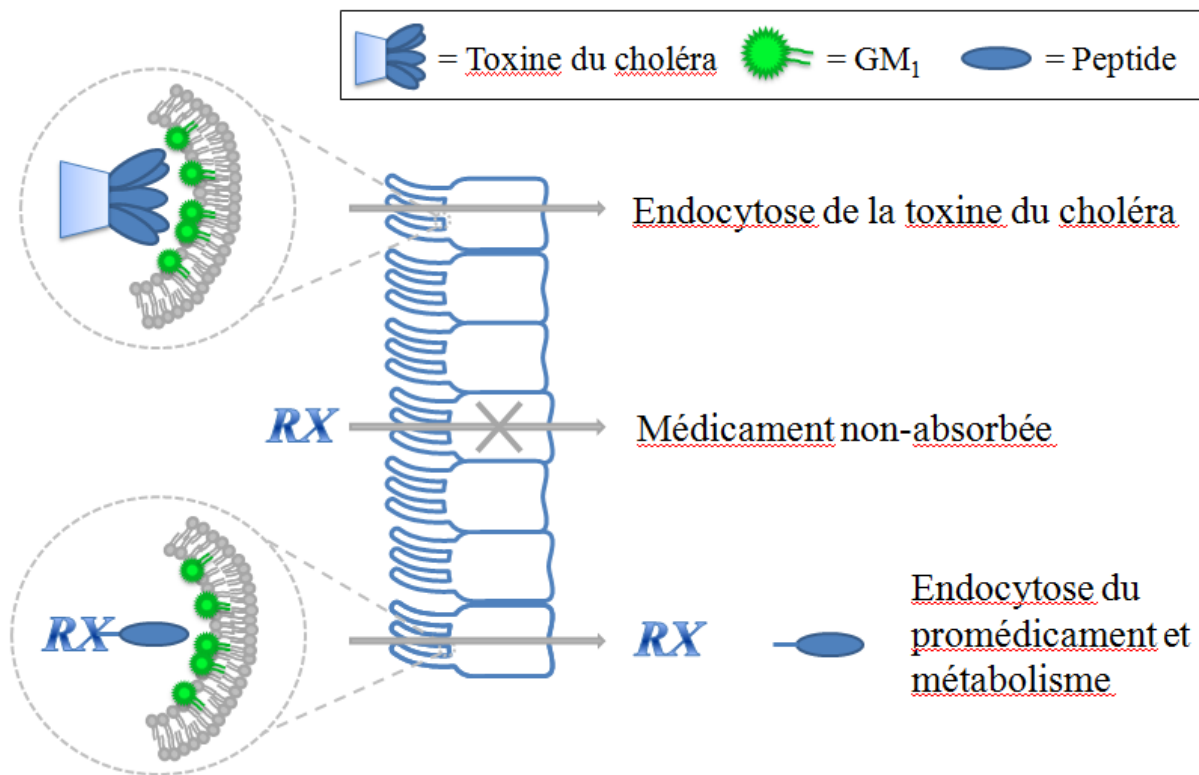 = Toxine du choléra = GM1 = Peptide
Endocytose de la toxine du choléra
RX
Médicament non-absorbée
RX
RX
Endocytose du
promédicament et
métabolisme